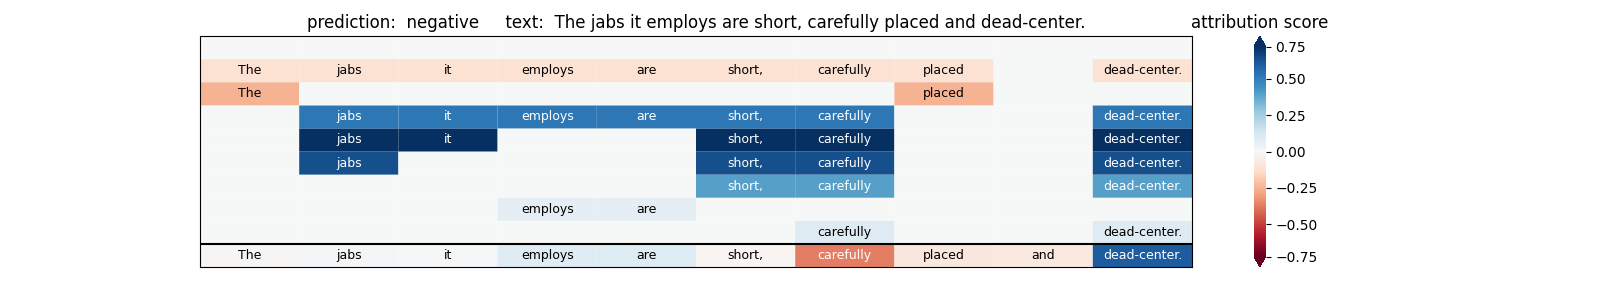 prediction: negative text: The jabs it employs are short, carefully placed and dead-center. attribution score
The jabs it employs are short, carefully placed dead-center.
The placed
jabs it employs are short, carefully dead-center.
jabs it short, carefully dead-center.
jabs short, carefully dead-center.
short, carefully dead-center.
employs are
carefully dead-center.
The jabs it employs are short, carefully placed and dead-center.
0.75
0.50
0.25
0.00
−0.25
−0.50
−0.75